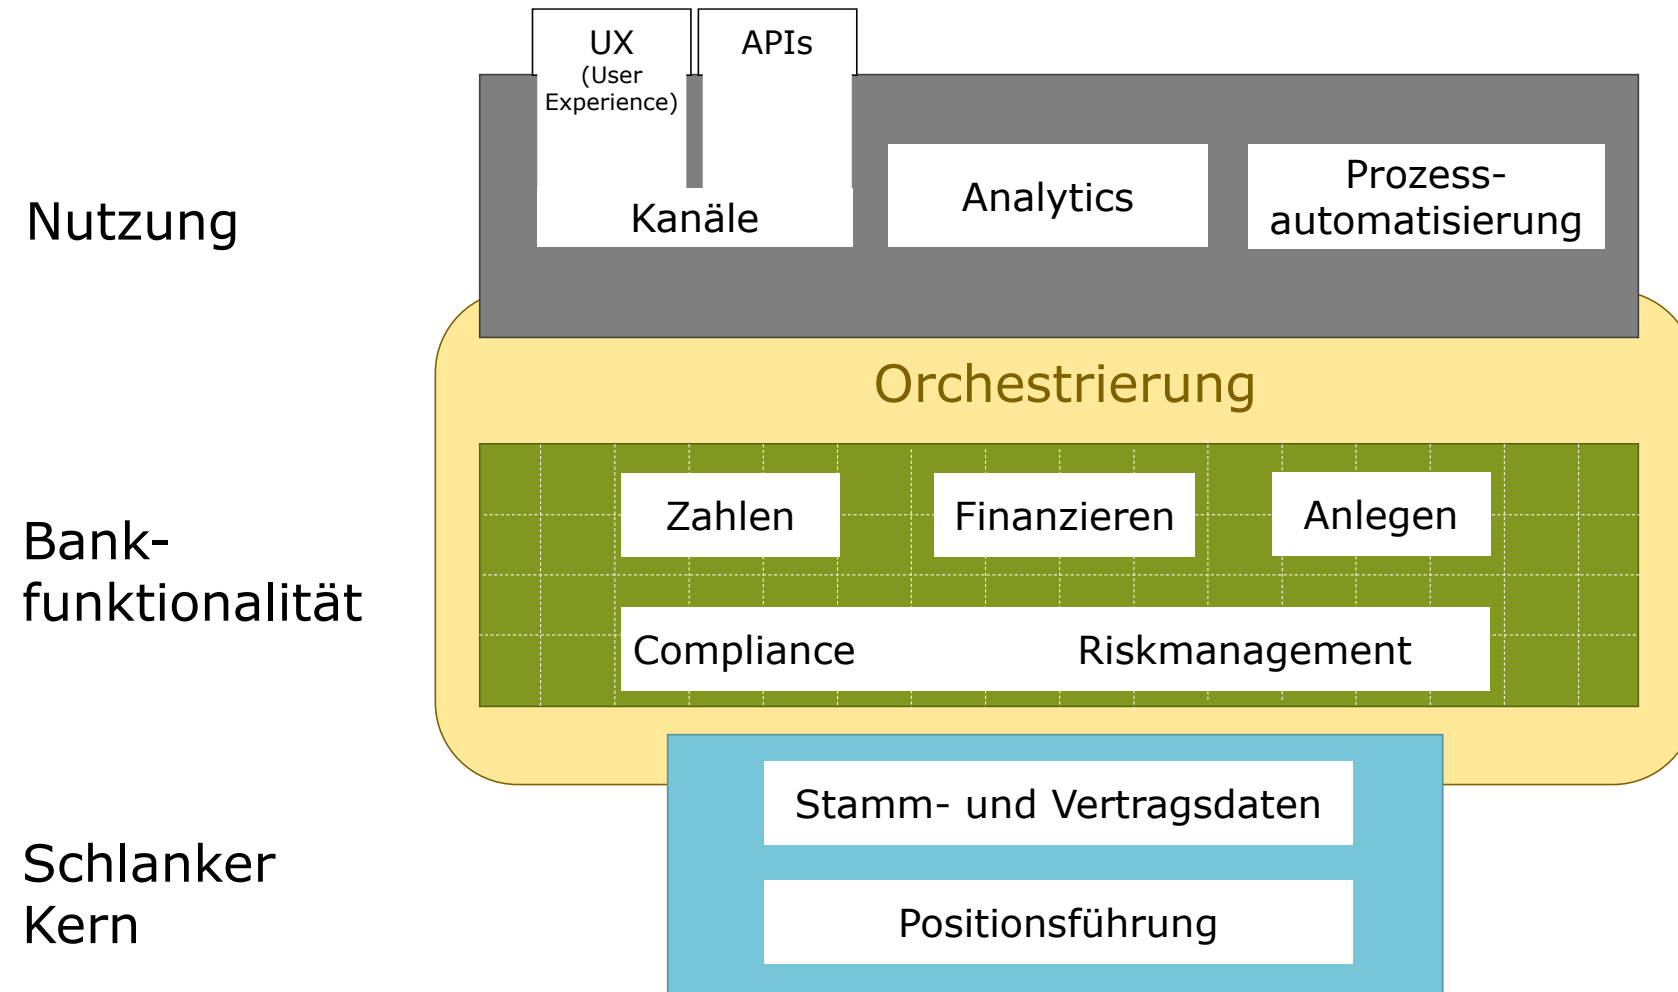 UX
(User
Experience)
APIs
Nutzung
Kanäle
Analytics
Prozess-
automatisierung
Orchestrierung
Bank-
funktionalität
Zahlen
Finanzieren
Anlegen
Compliance
Riskmanagement
Schlanker
Kern
Stamm- und Vertragsdaten
Positionsführung